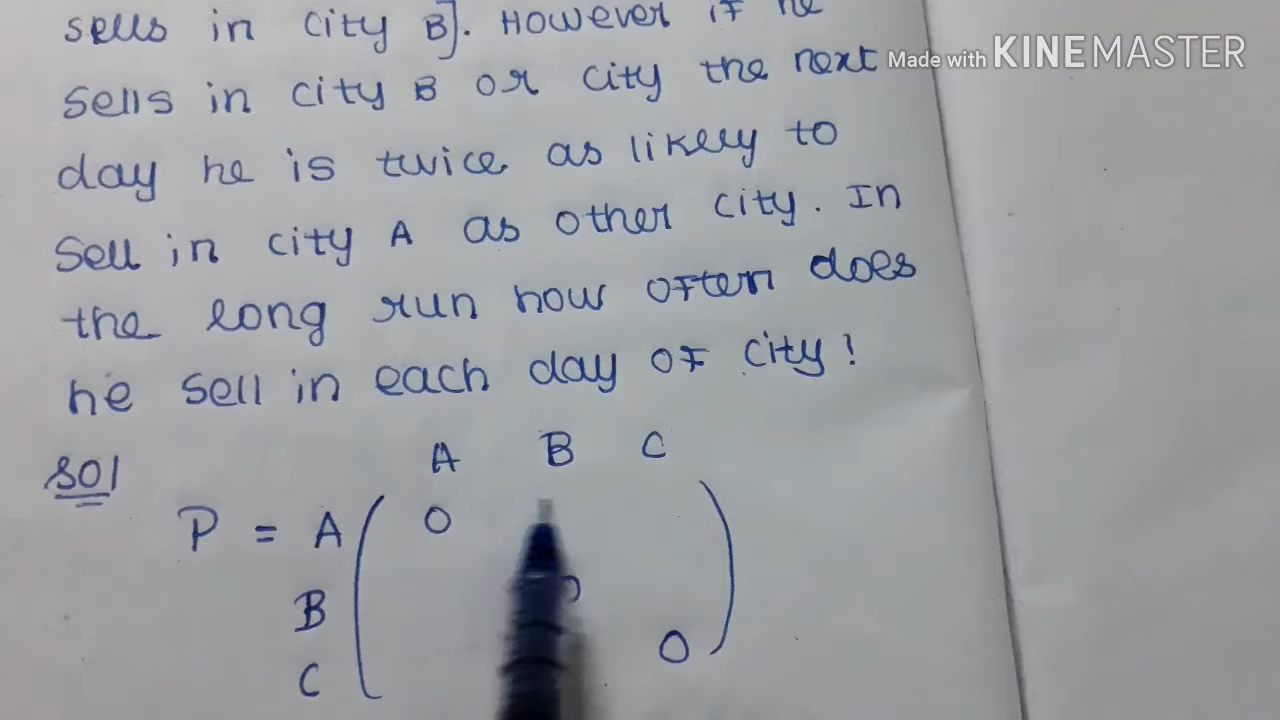 sells in city B]. However if he
Made with KINEMASTER
sells in city B or city the next
day he is twice as likely to
sell in city A as other city. In
the long run how often does
he sell in each day of city!
Sol
A B C
P = A ( 0 )
B 0
C 0